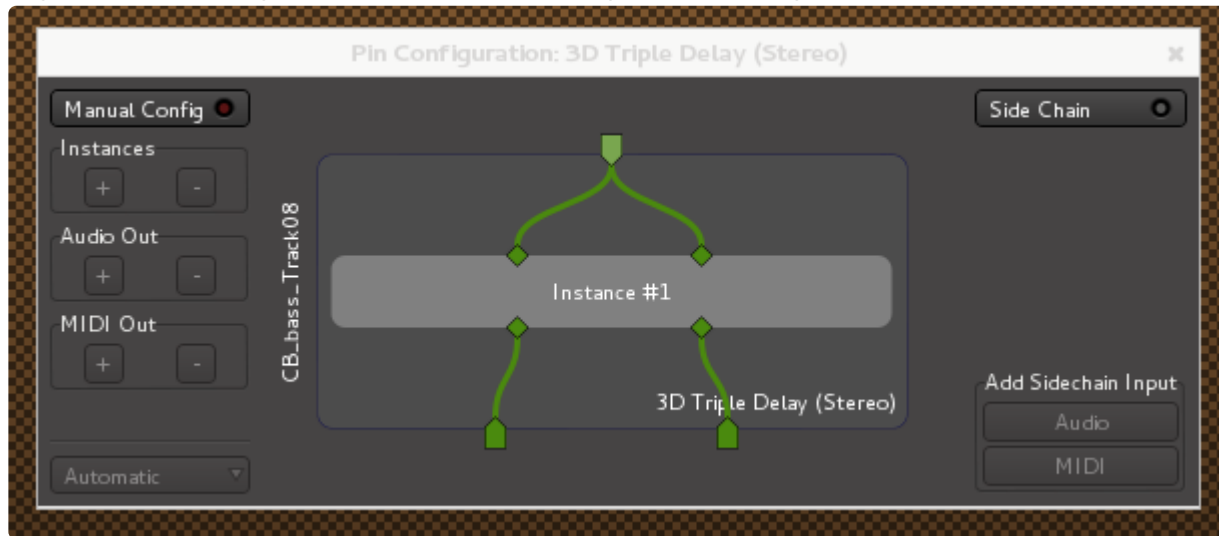 Pin Configuration: 3D Triple Delay (Stereo)
Manual Config
Side Chain
Instances
+ -
Audio Out
+ -
MIDI Out
+ -
Automatic
CB_bass_Track08
Instance #1
3D Triple Delay (Stereo)
Add Sidechain Input
Audio
MIDI